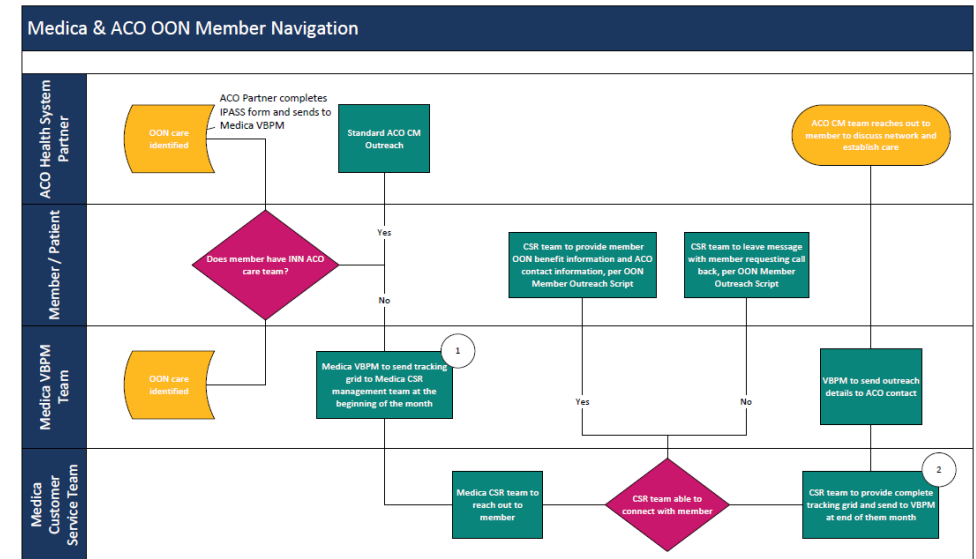 Medica & ACO OON Member Navigation
ACO Health System
Partner
OON care
identified
ACO Partner completes
IPASS form and sends to
Medica VBPM
Standard ACO CM
Outreach
ACO CM team reaches out to
member to discuss network and
establish care
Member / Patient
Does member have INN ACO
care team?
Yes
No
CSR team to provide member
OON benefit information and ACO
contact information, per OON
Member Outreach Script
CSR team to leave message
with member requesting call
back, per OON Member
Outreach Script
Medica VBPM
Team
OON care
identified
1
Medica VBPM to send tracking
grid to Medica CSR
management team at the
beginning of the month
Yes
No
VBPM to send outreach
details to ACO contact
Medica
Customer
Service Team
Medica CSR team to
reach out to
member
CSR team able to
connect with member
2
CSR team to provide complete
tracking grid and send to VBPM
at end of them month